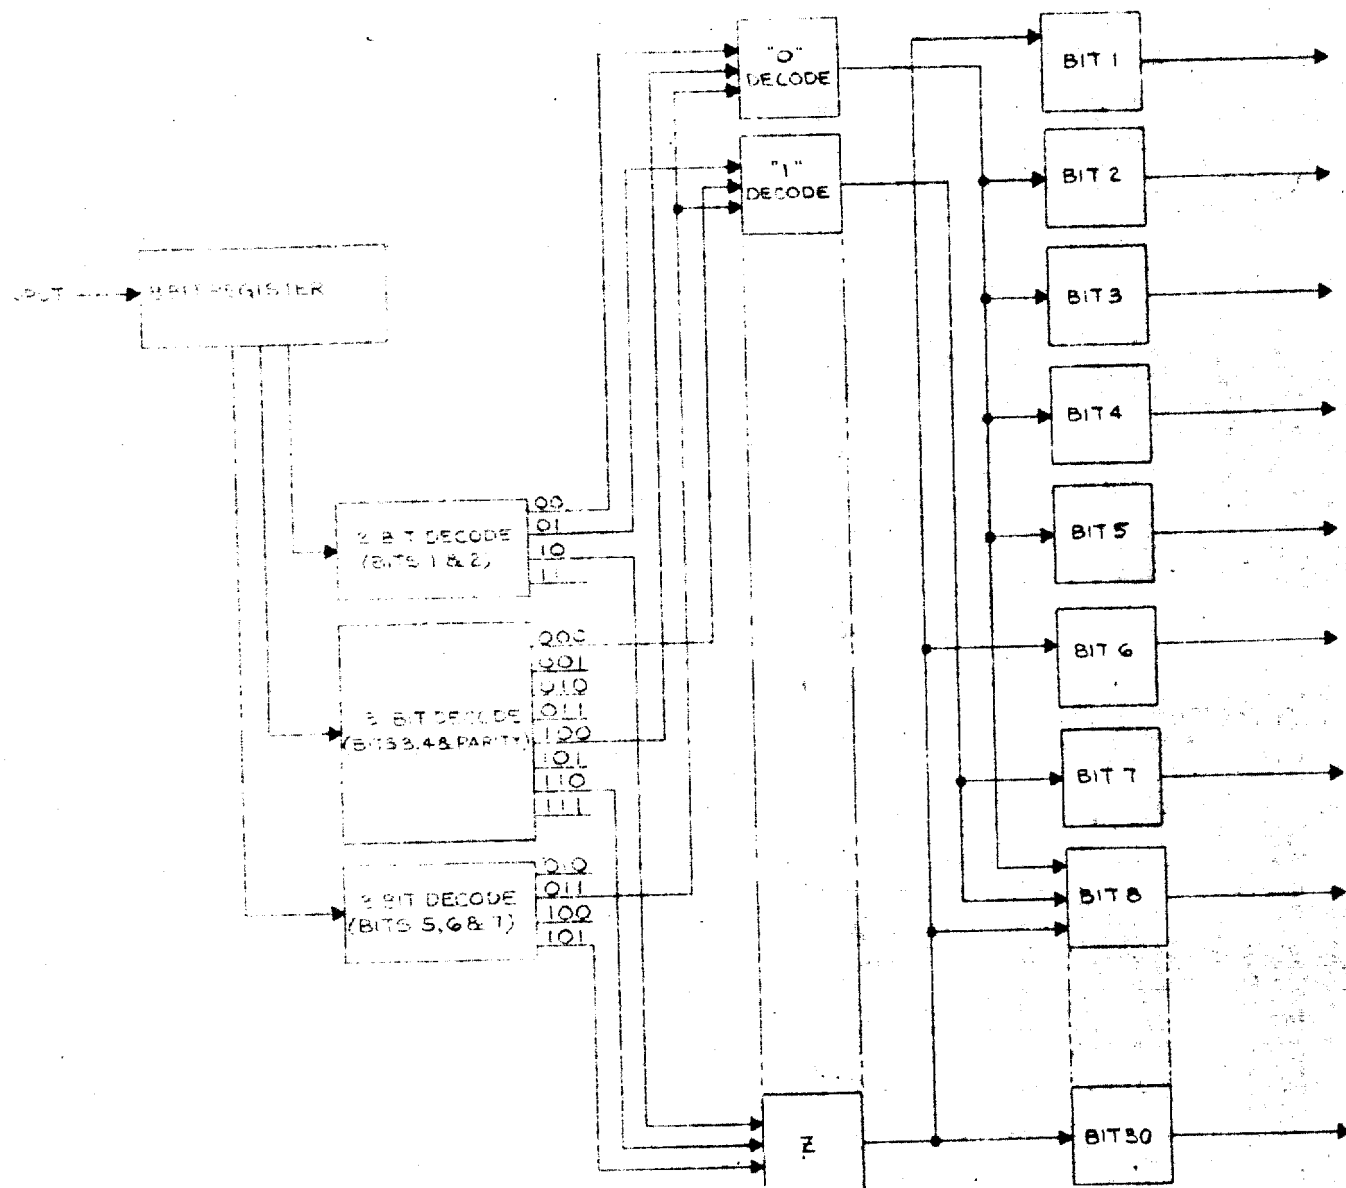 "0"
DECODE
"1"
DECODE
8 BIT REGISTER
2 BIT DECODE
(BITS 1 & 2)
00
01
10
11
3 BIT DECODE
(BITS 3,4 & PARITY)
000
001
010
011
100
101
110
111
3 BIT DECODE
(BITS 5,6 & 7)
010
011
100
101
Z
BIT 1
BIT 2
BIT 3
BIT 4
BIT 5
BIT 6
BIT 7
BIT 8
BIT 30